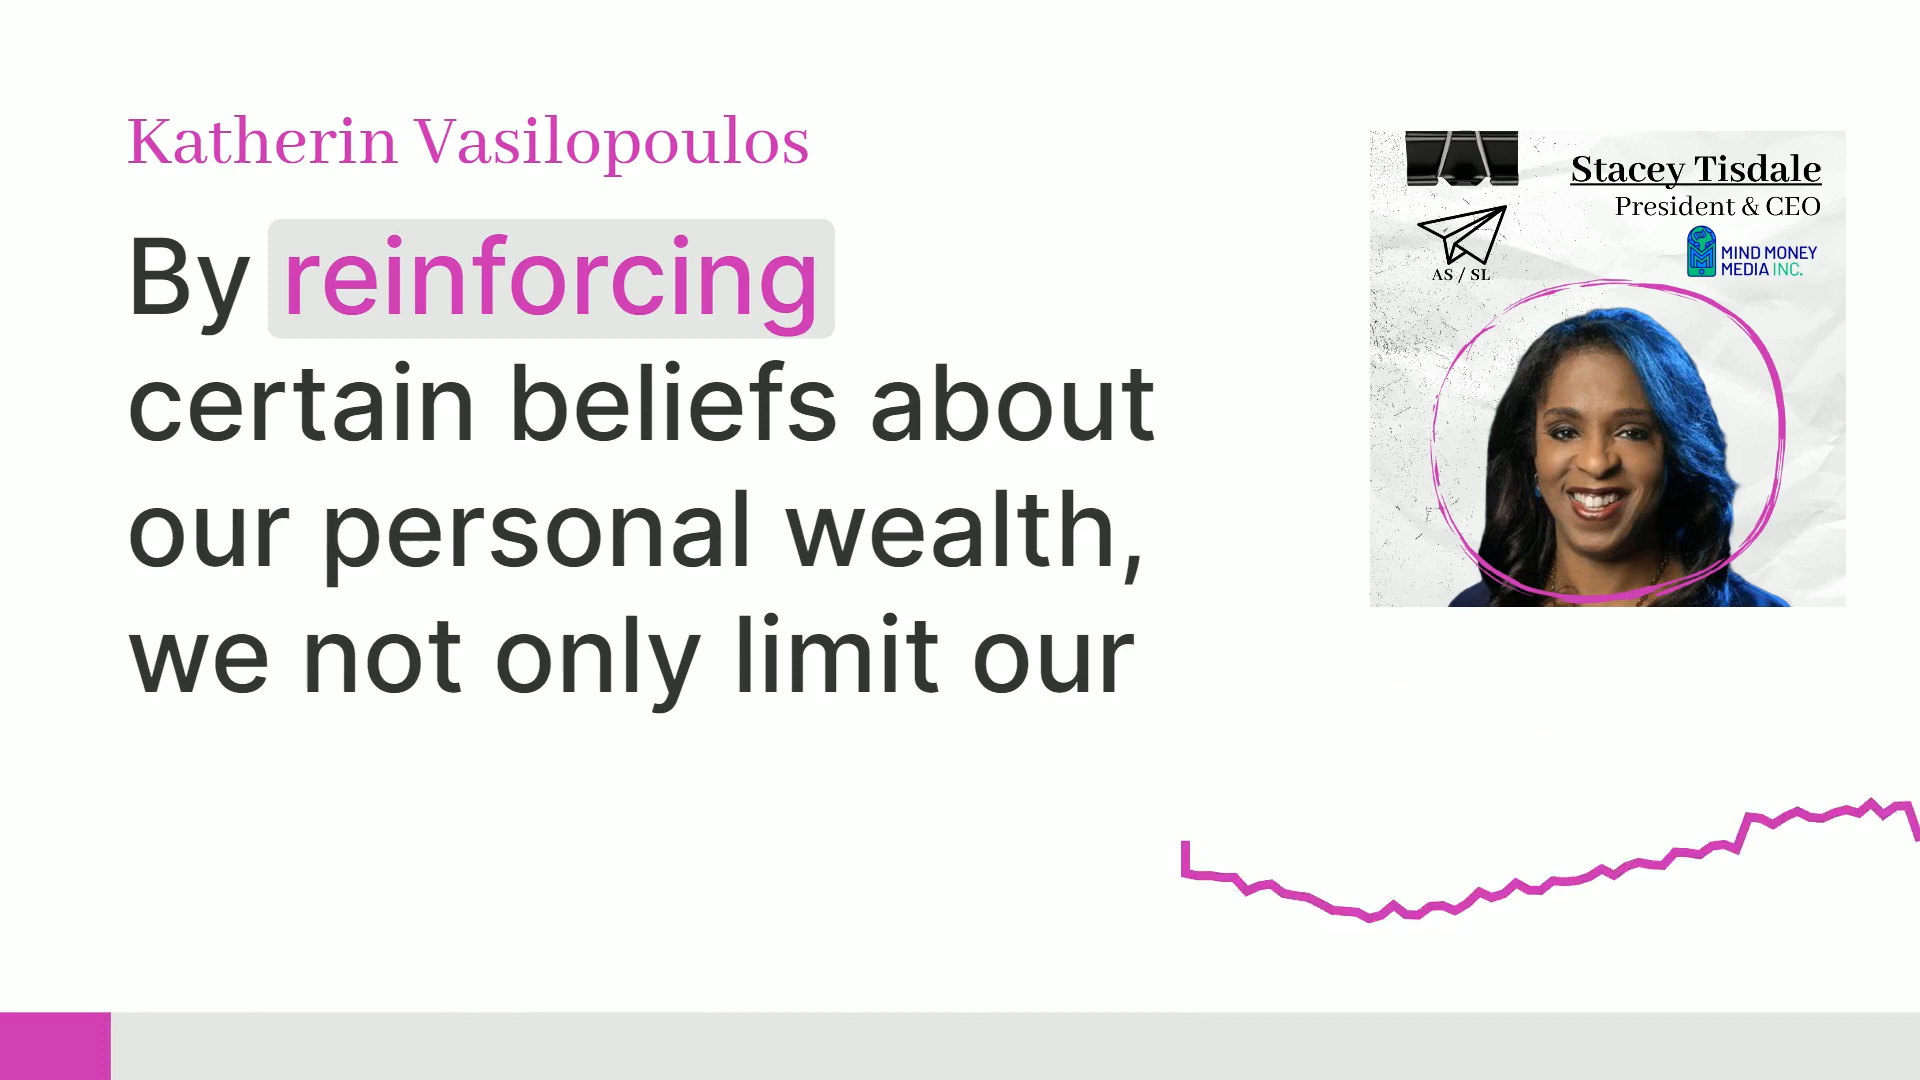 Katherin Vasilopoulos
By reinforcing
certain beliefs about
our personal wealth,
we not only limit our
Stacey Tisdale
President & CEO
MIND MONEY
MEDIA INC.
AS / SL